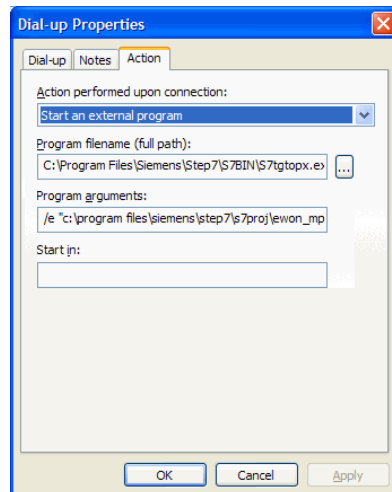 Dial-up Properties
Dial-up Notes Action
Action performed upon connection:
Start an external program
Program filename (full path):
C:\Program Files\Siemens\Step7\S7BIN\S7tgtopx.ex
...
Program arguments:
/e "c:\program files\siemens\step7\s7proj\ewon_mp
Start in:
OK Cancel Apply